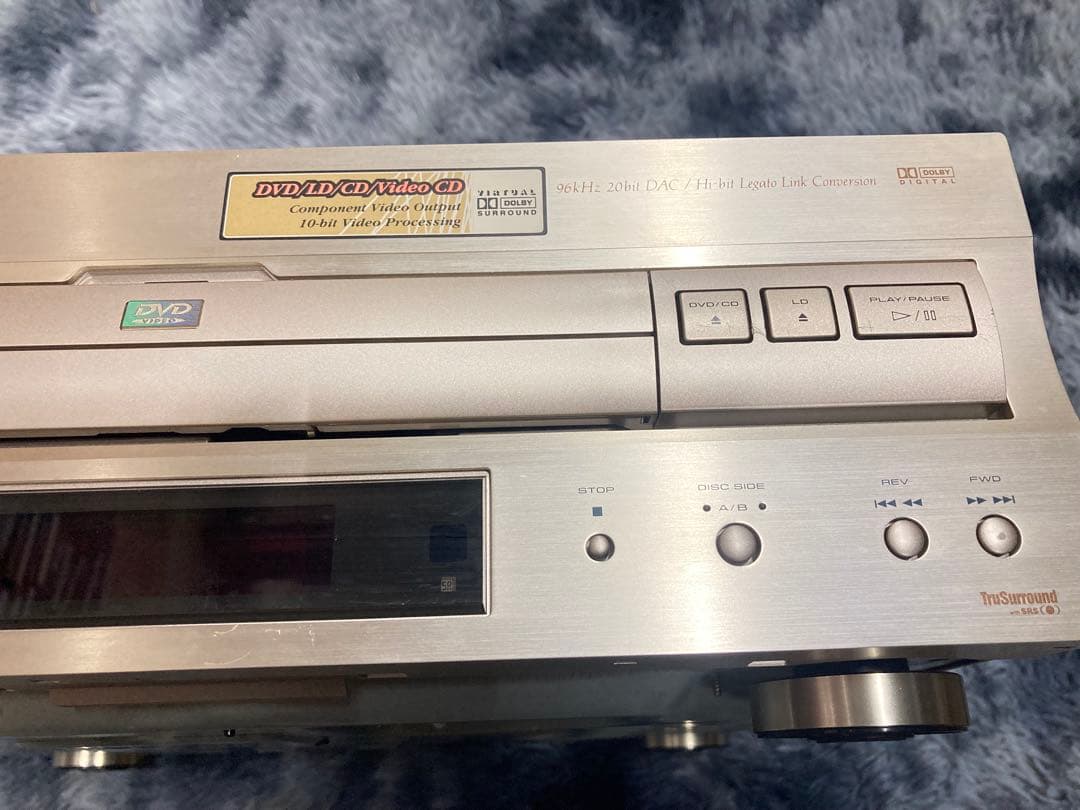 DVD/LD/CD/Video CD
Component Video Output
10-bit Video Processing
VIRTUAL
DOLBY
SURROUND
96kHz 20bit DAC / Hi-bit Legato Link Conversion
DOLBY
DIGITAL
DVD
VIDEO
DVD/CD
LD
PLAY/PAUSE
STOP
DISC SIDE
A/B
REV
FWD
TruSurround
with SRS